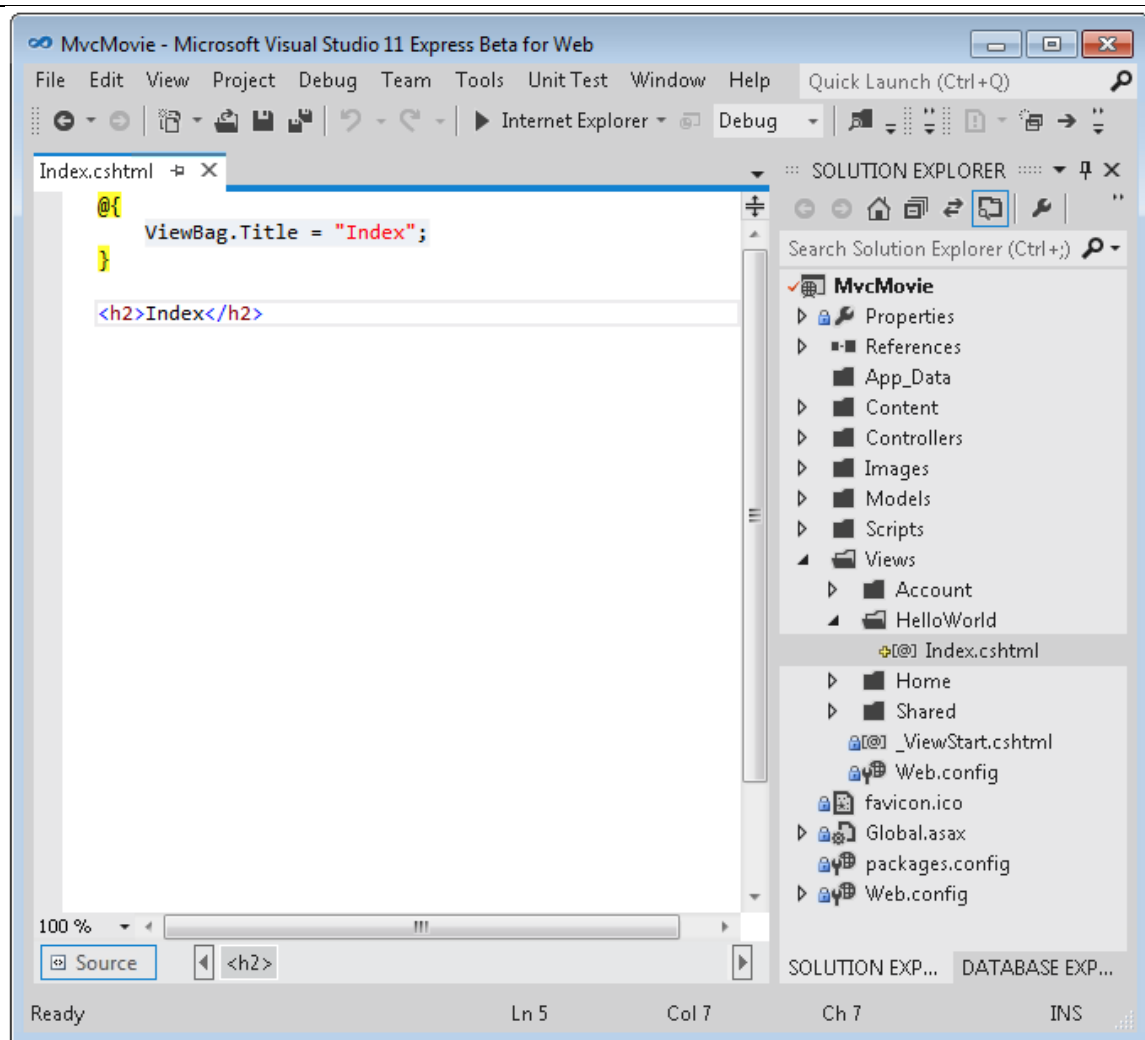 MvcMovie - Microsoft Visual Studio 11 Express Beta for Web
File Edit View Project Debug Team Tools Unit Test Window Help Quick Launch (Ctrl+Q)
Internet Explorer Debug
Index.cshtml
@{
ViewBag.Title = "Index";
}
<h2>Index</h2>
100 %
Source <h2>
SOLUTION EXPLORER
Search Solution Explorer (Ctrl+;)
MvcMovie
Properties
References
App_Data
Content
Controllers
Images
Models
Scripts
Views
Account
HelloWorld
[@] Index.cshtml
Home
Shared
[@] _ViewStart.cshtml
Web.config
favicon.ico
Global.asax
packages.config
Web.config
SOLUTION EXP... DATABASE EXP...
Ready Ln 5 Col 7 Ch 7 INS